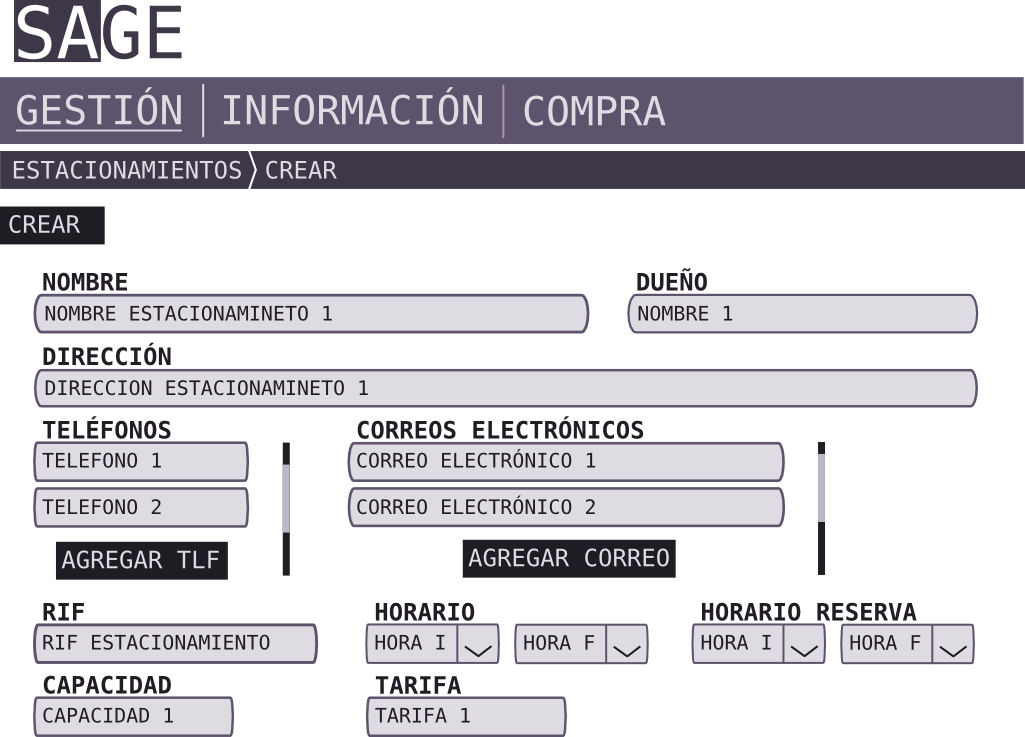 SAGE
GESTIÓN INFORMACIÓN COMPRA
ESTACIONAMIENTOS CREAR
CREAR
NOMBRE DUEÑO
NOMBRE ESTACIONAMINETO 1 NOMBRE 1
DIRECCIÓN
DIRECCION ESTACIONAMINETO 1
TELÉFONOS CORREOS ELECTRÓNICOS
TELEFONO 1 CORREO ELECTRÓNICO 1
TELEFONO 2 CORREO ELECTRÓNICO 2
AGREGAR TLF AGREGAR CORREO
RIF HORARIO HORARIO RESERVA
RIF ESTACIONAMIENTO HORA I HORA F HORA I HORA F
CAPACIDAD TARIFA
CAPACIDAD 1 TARIFA 1